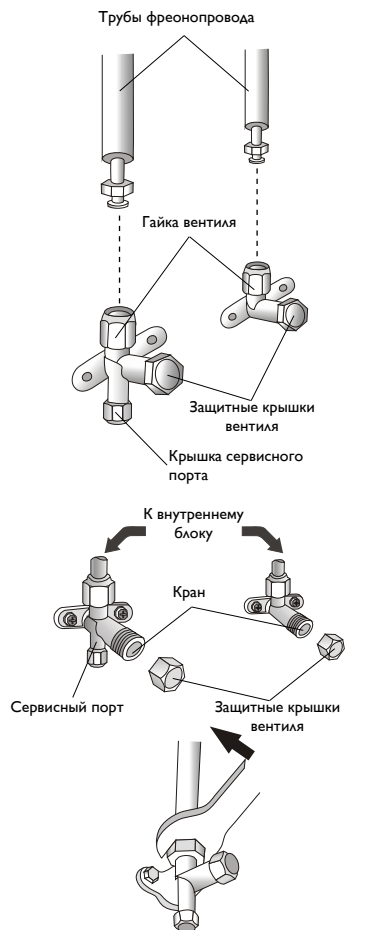 Трубы фреонопровода
Гайка вентиля
Защитные крышки
вентиля
Крышка сервисного
порта
К внутреннему
блоку
Кран
Сервисный порт
Защитные крышки
вентиля